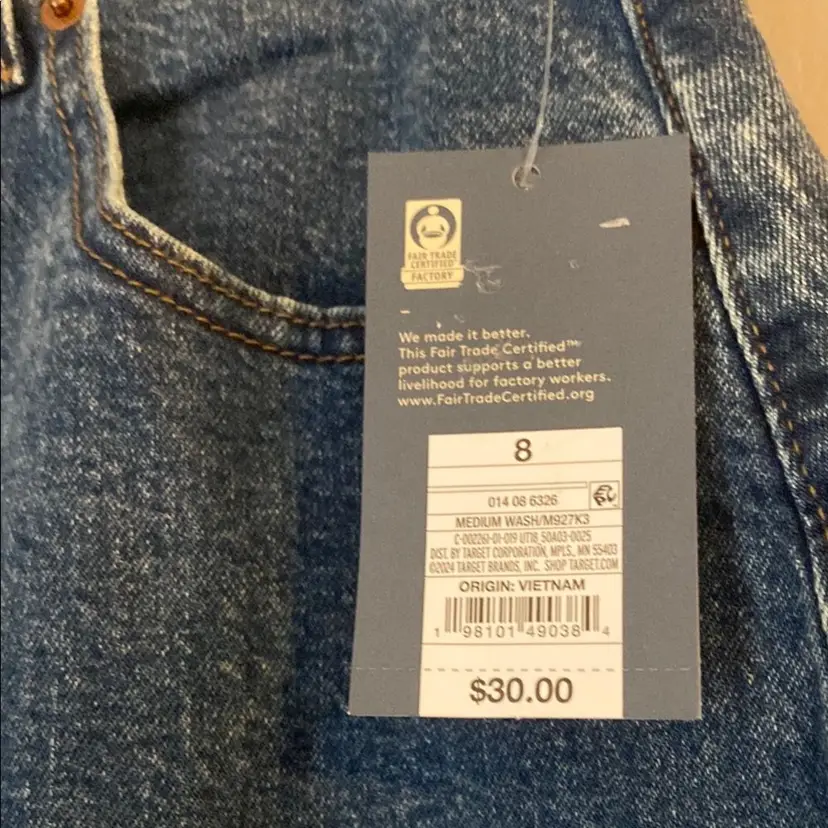 FAIR TRADE
CERTIFIED
FACTORY
We made it better.
This Fair Trade Certified™
product supports a better
livelihood for factory workers.
www.FairTradeCertified.org
8
014 08 6326
MEDIUM WASH/M927K3
C-002261-01-019 UT18 50A03-0025
DIST. BY TARGET CORPORATION, MPLS., MN 55403
©2024 TARGET BRANDS, INC. SHOP TARGET.COM
ORIGIN: VIETNAM
1 98101 49038 4
$30.00